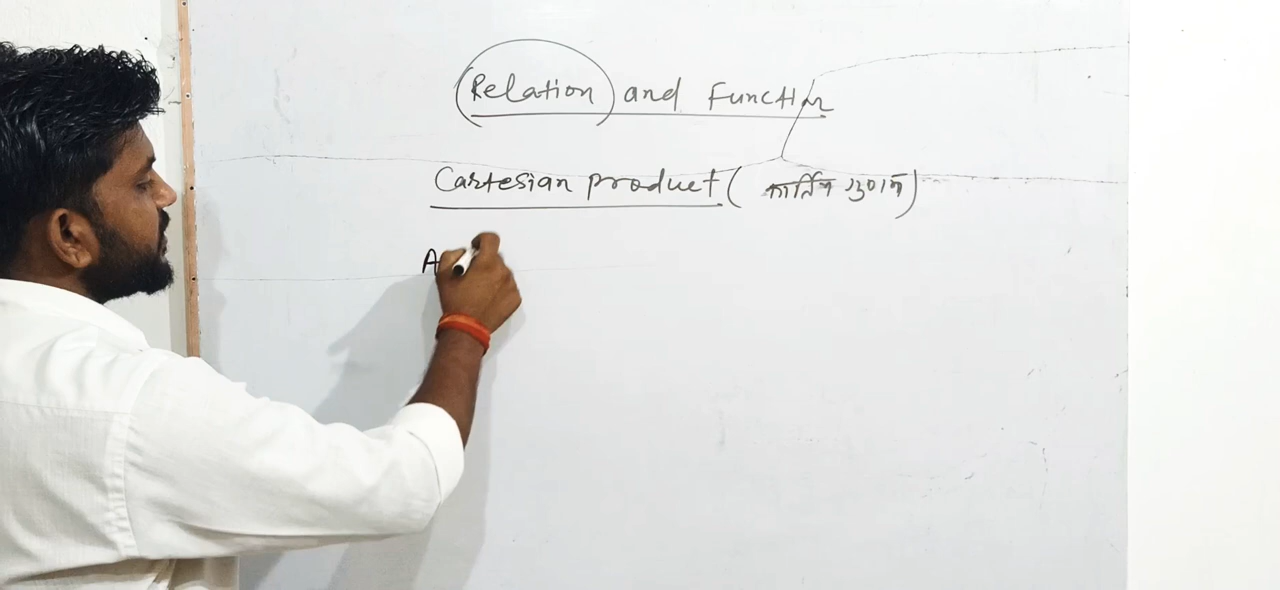 (Relation) and Function
Cartesian product (कार्तिय गुणन)
A